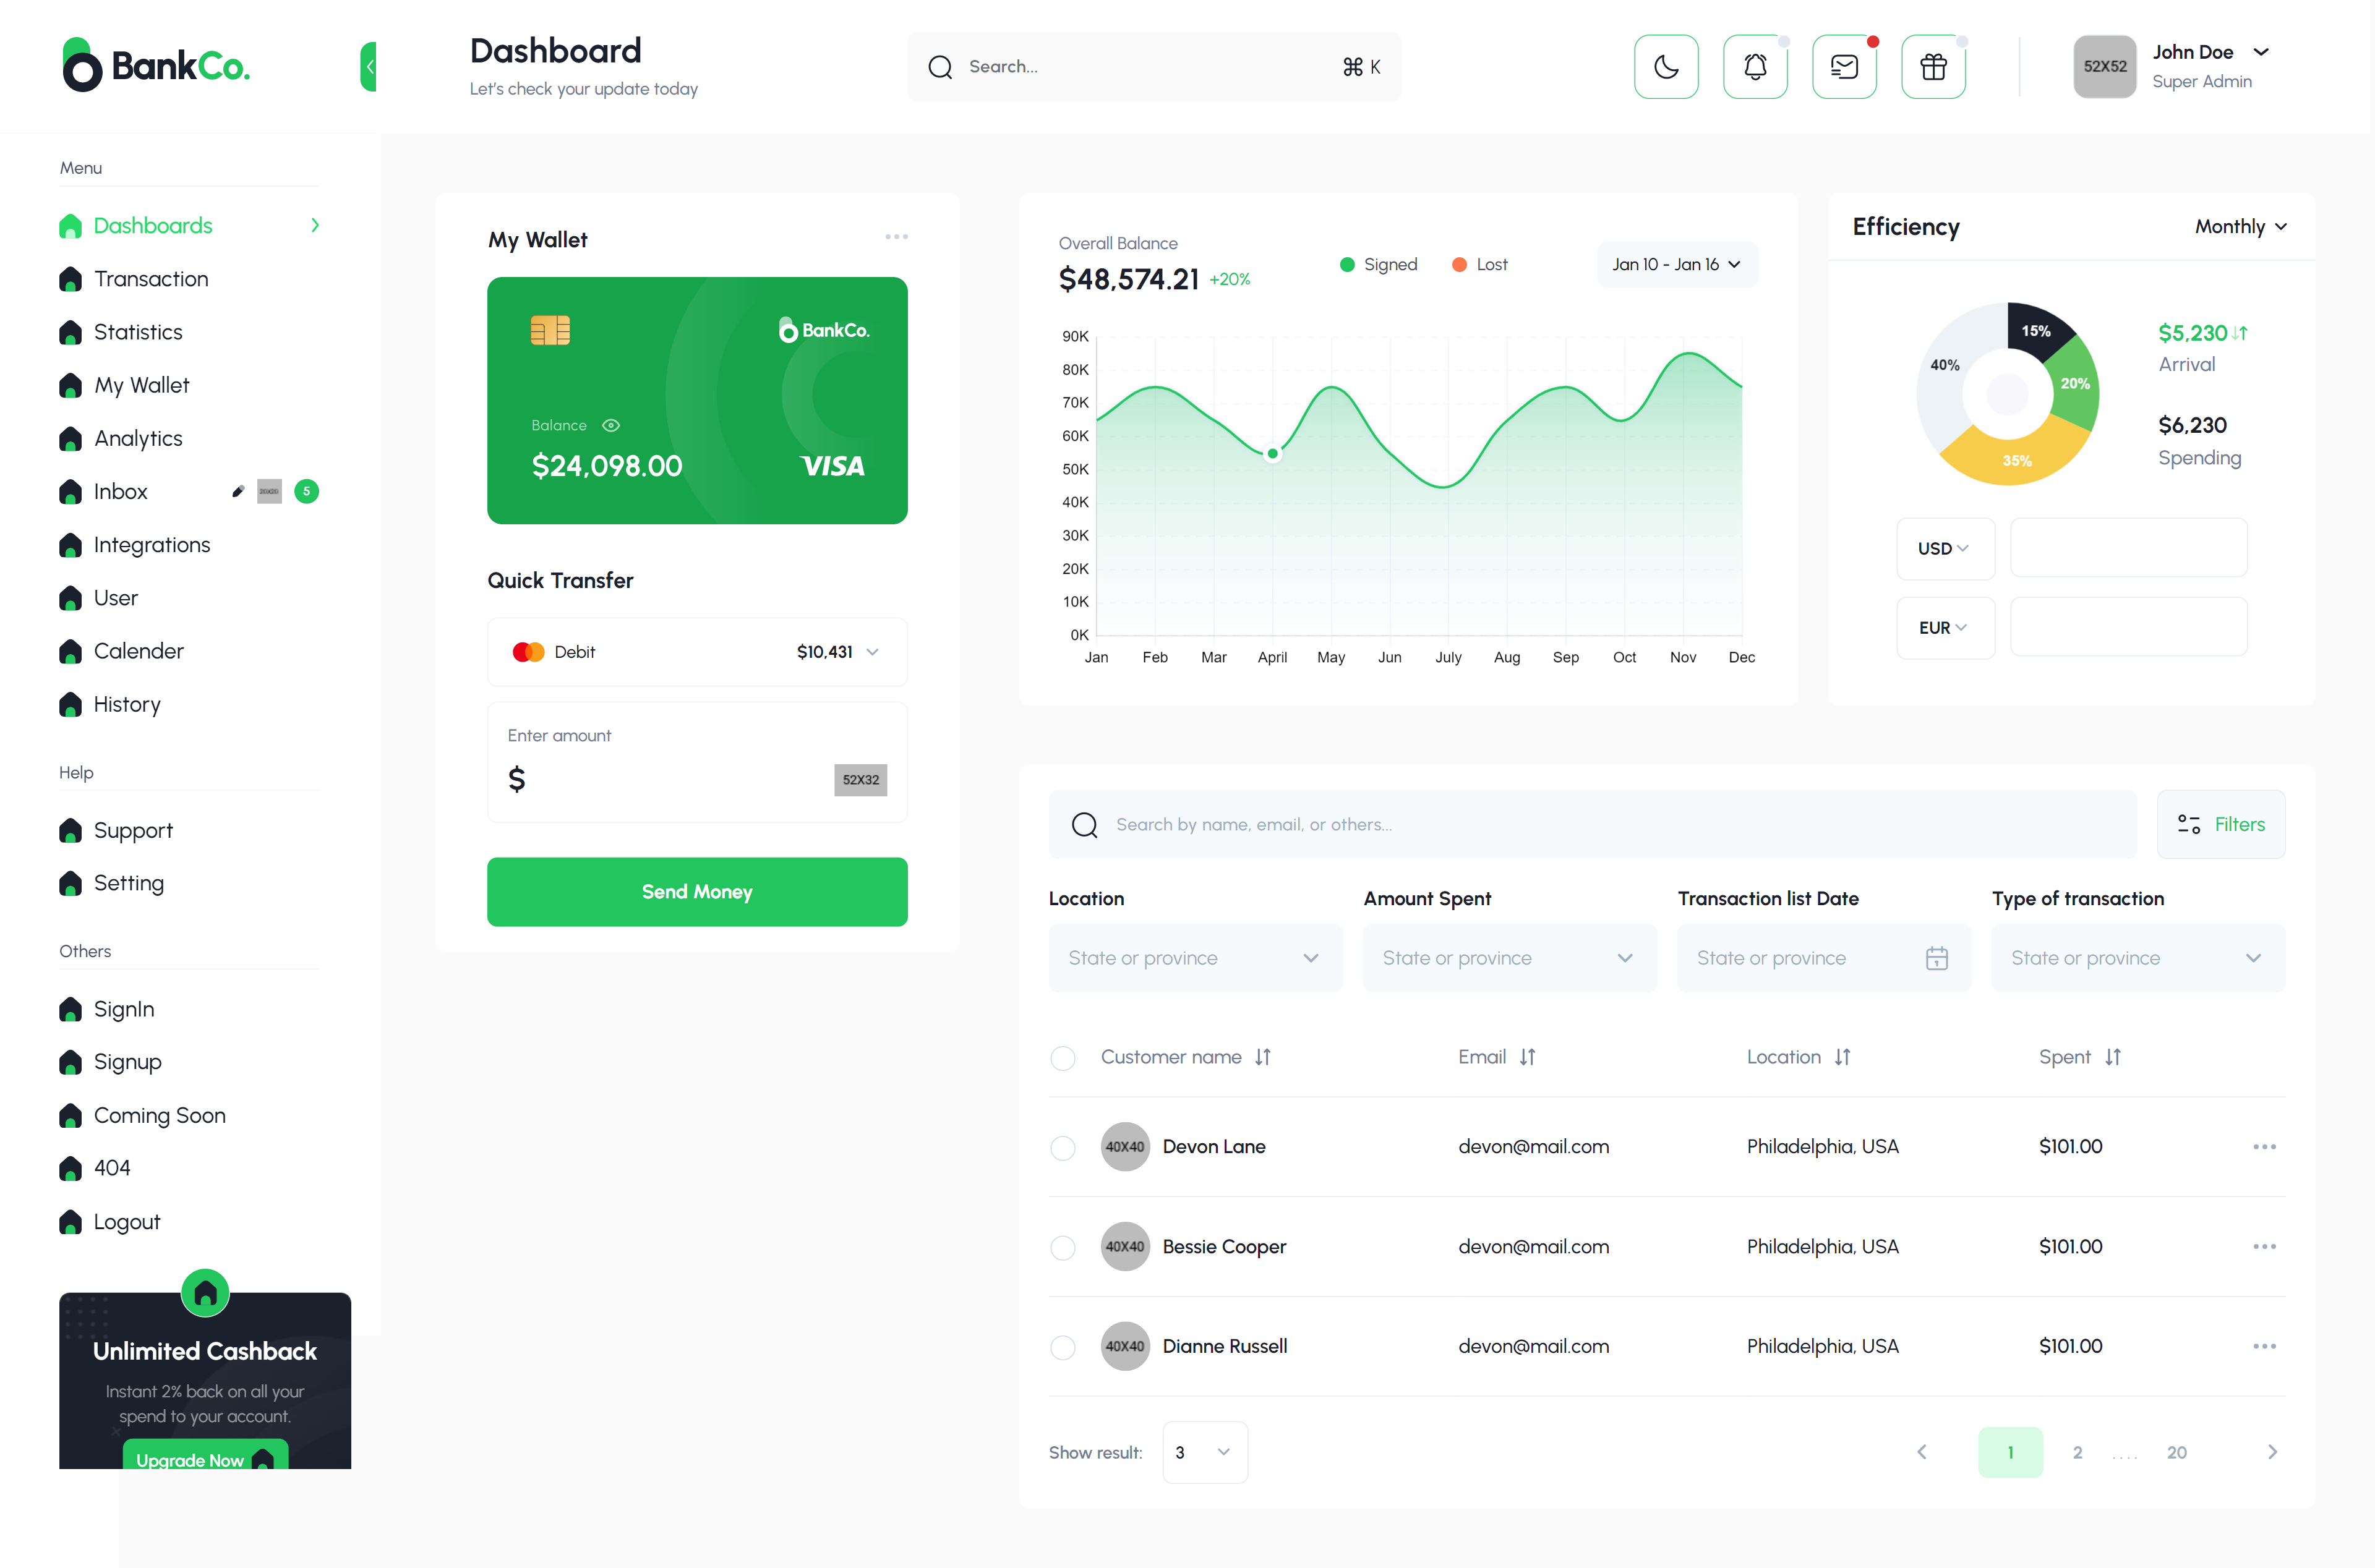 BankCo.
Dashboard
Let's check your update today
Search...
⌘ K
52X52
John Doe
Super Admin
Menu
Dashboards
Transaction
Statistics
My Wallet
Analytics
Inbox
20X20
5
Integrations
User
Calender
History
Help
Support
Setting
Others
SignIn
Signup
Coming Soon
404
Logout
Unlimited Cashback
Instant 2% back on all your
spend to your account.
Upgrade Now
My Wallet
BankCo.
Balance
$24,098.00
VISA
Quick Transfer
Debit
$10,431
Enter amount
$
52X32
Send Money
Overall Balance
$48,574.21 +20%
Signed
Lost
Jan 10 - Jan 16
90K
80K
70K
60K
50K
40K
30K
20K
10K
0K
Jan Feb Mar April May Jun July Aug Sep Oct Nov Dec
Efficiency
Monthly
15%
40%
20%
35%
$5,230
Arrival
$6,230
Spending
USD
EUR
Search by name, email, or others...
Filters
Location
Amount Spent
Transaction list Date
Type of transaction
State or province
State or province
State or province
State or province
Customer name
Email
Location
Spent
40X40 Devon Lane devon@mail.com Philadelphia, USA $101.00
40X40 Bessie Cooper devon@mail.com Philadelphia, USA $101.00
40X40 Dianne Russell devon@mail.com Philadelphia, USA $101.00
Show result: 3
1 2 .... 20